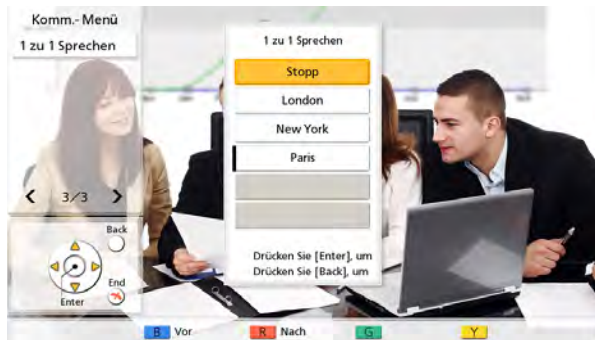 Komm.- Menü
1 zu 1 Sprechen
3/3
Back
End
Enter
1 zu 1 Sprechen
Stopp
London
New York
Paris
Drücken Sie [Enter], um
Drücken Sie [Back], um
B Vor
R Nach
G
Y